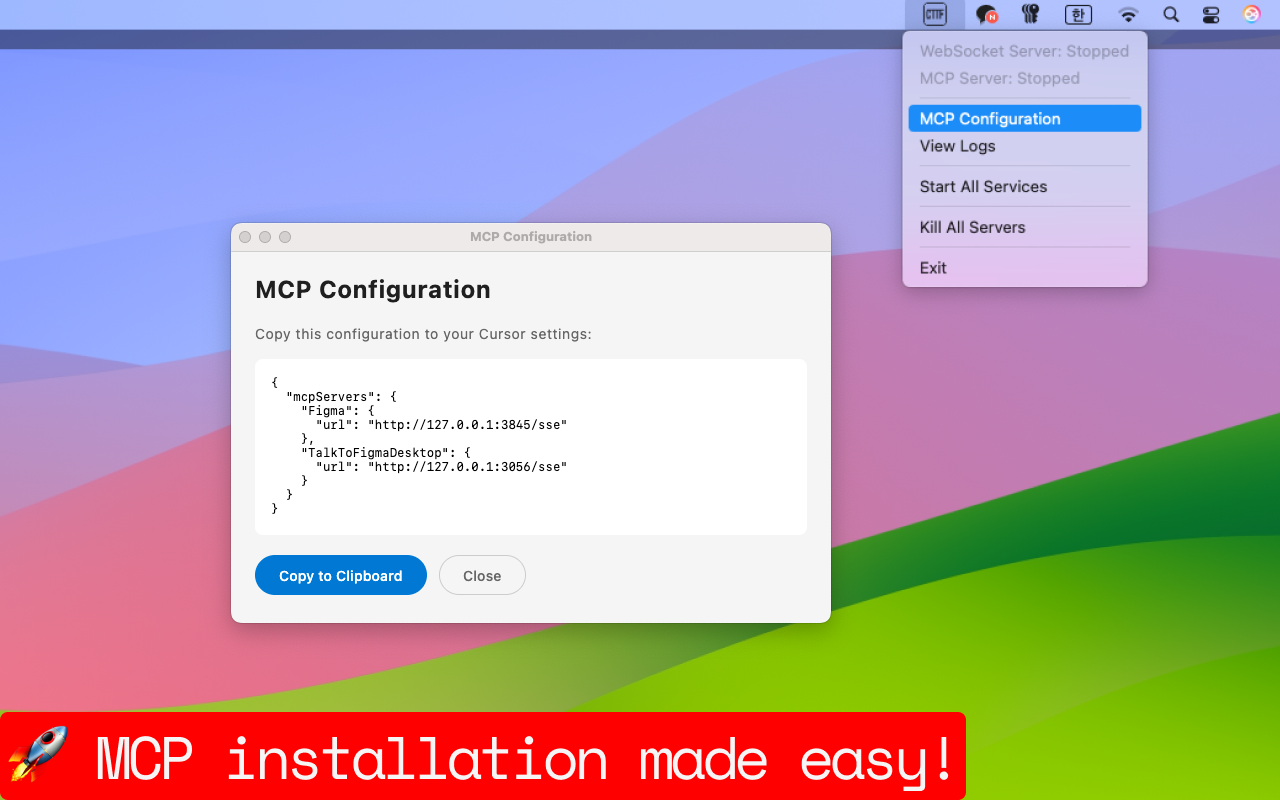 CTTF
N
한
WebSocket Server: Stopped
MCP Server: Stopped
MCP Configuration
View Logs
Start All Services
Kill All Servers
Exit
MCP Configuration
MCP Configuration
Copy this configuration to your Cursor settings:
{
  "mcpServers": {
    "Figma": {
      "url": "http://127.0.0.1:3845/sse"
    },
    "TalkToFigmaDesktop": {
      "url": "http://127.0.0.1:3056/sse"
    }
  }
}
Copy to Clipboard
Close
🚀 MCP installation made easy!